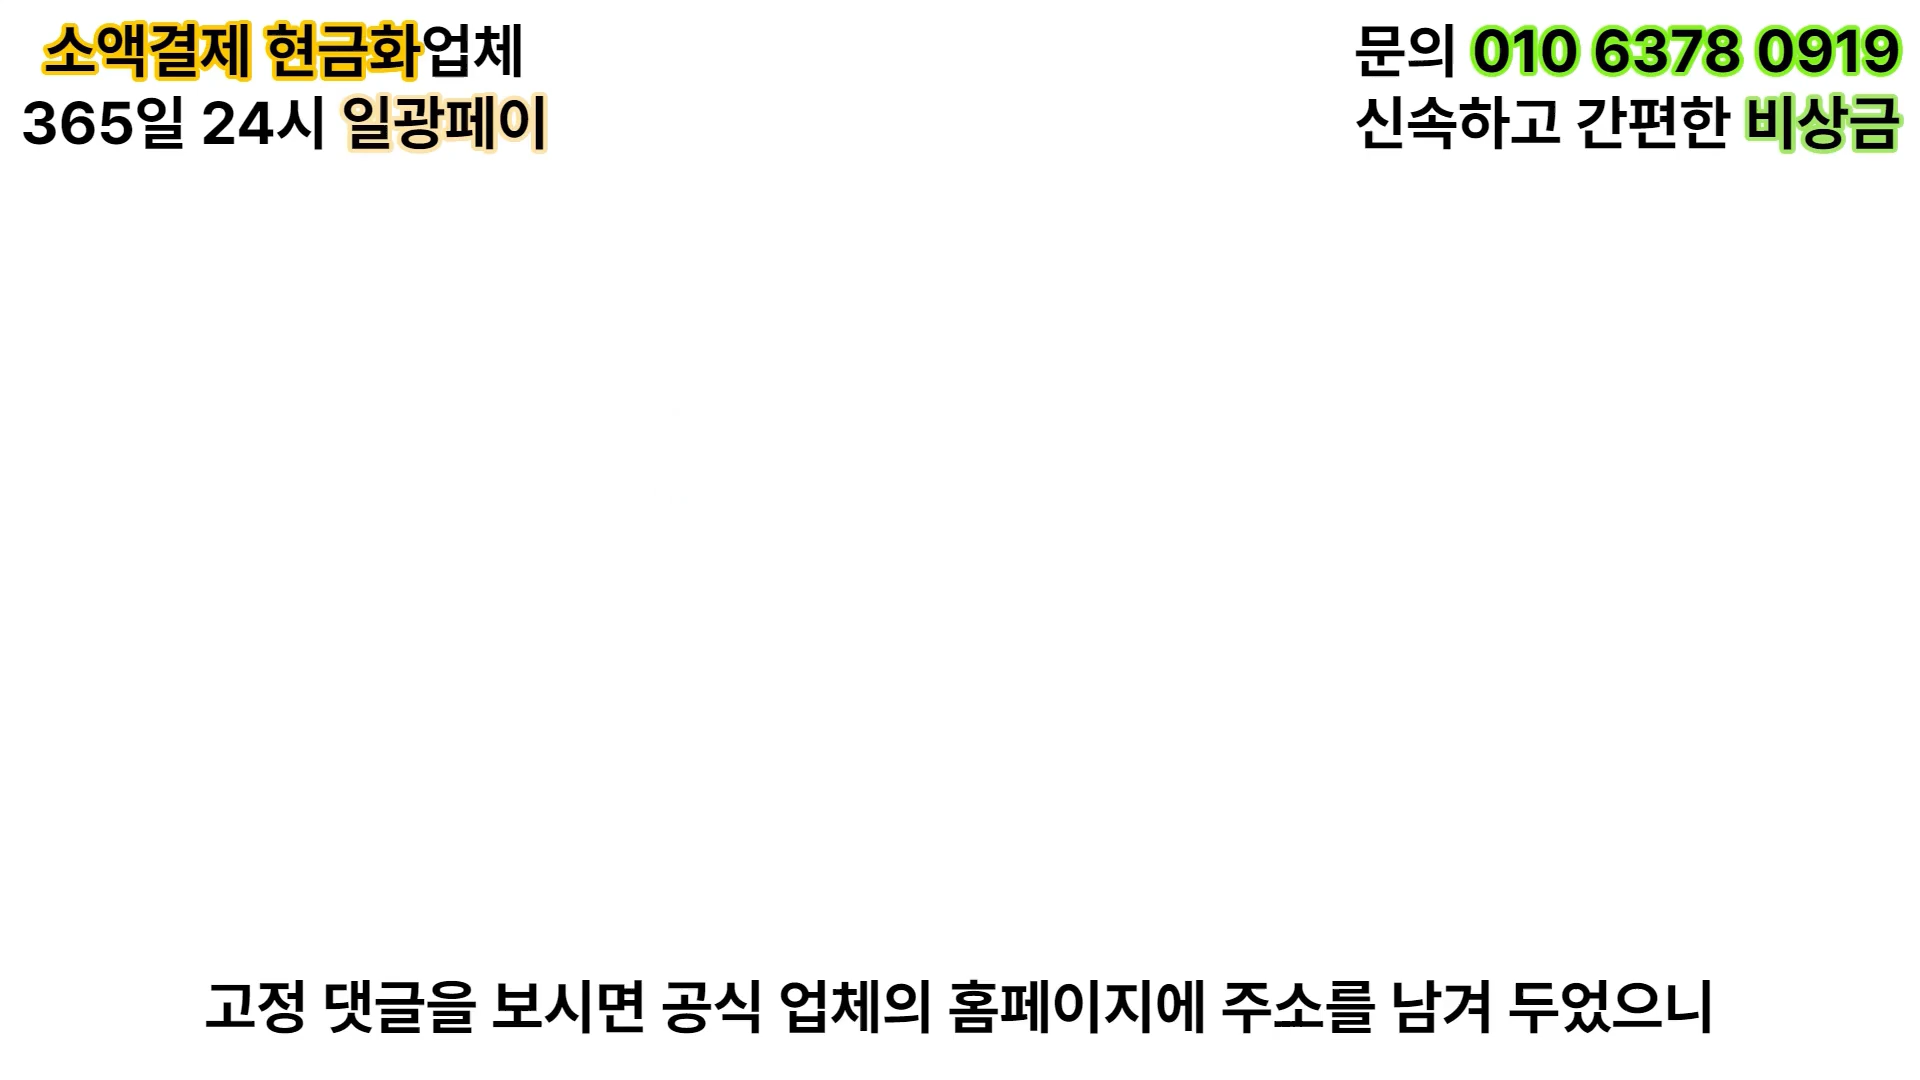 소액결제 현금화업체
365일 24시 일광페이
문의 010 6378 0919
신속하고 간편한 비상금
고정 댓글을 보시면 공식 업체의 홈페이지에 주소를 남겨 두었으니